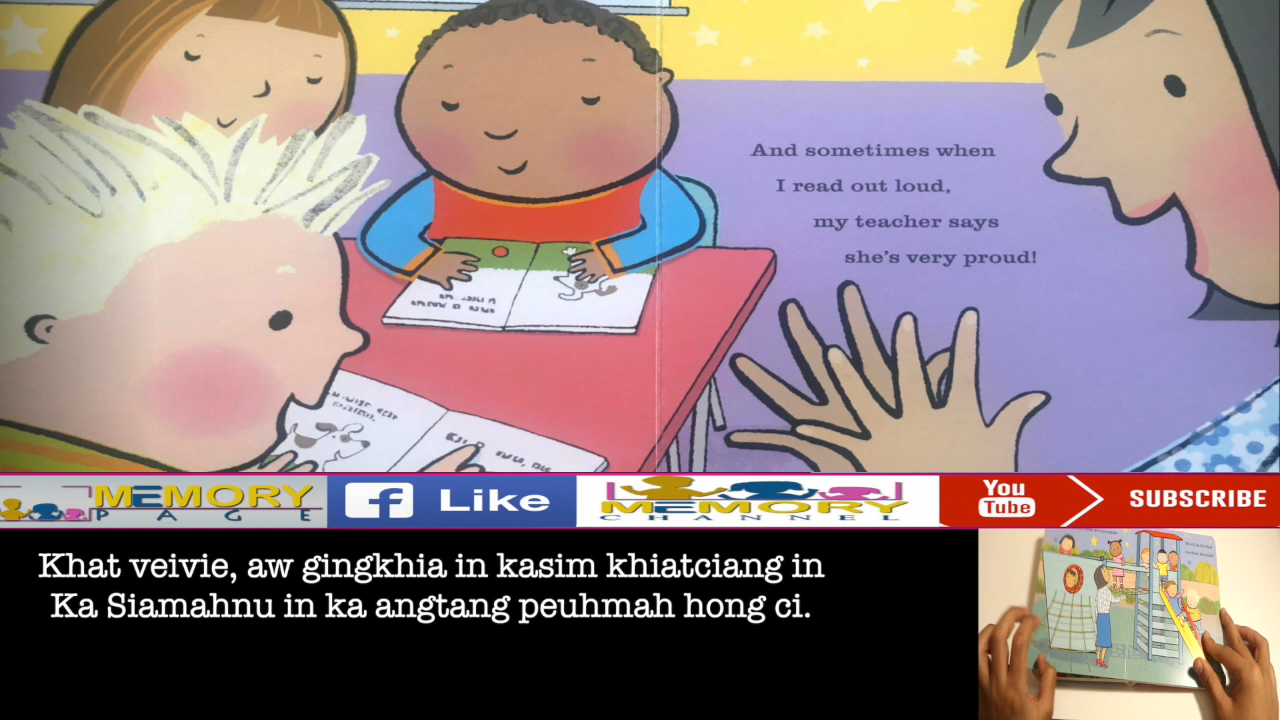 And sometimes when
I read out loud,
my teacher says
she's very proud!
MEMORY
PAGE
Like
MEMORY
CHANNEL
You
Tube
SUBSCRIBE
Khat veivie, aw gingkhia in kasim khiatciang in
Ka Siamahnu in ka angtang peuhmah hong ci.